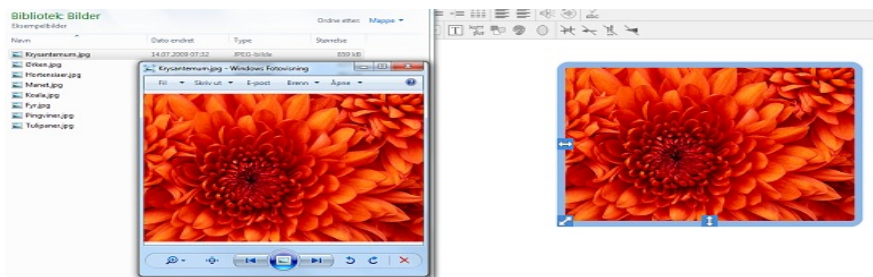 Bibliotek: Bilder
Eksempelbilder
Ordne etter: Mappe
Navn Dato endret Type Størrelse
Krysantemum.jpg 14.07.2009 07:32 JPEG-bilde 859 kB
Ørken.jpg
Hortensiaer.jpg
Manet.jpg
Koala.jpg
Fyr.jpg
Pingviner.jpg
Tulipaner.jpg
Krysantemum.jpg - Windows Fotovisning
Fil Skriv ut E-post Brenn Åpne
abc
T